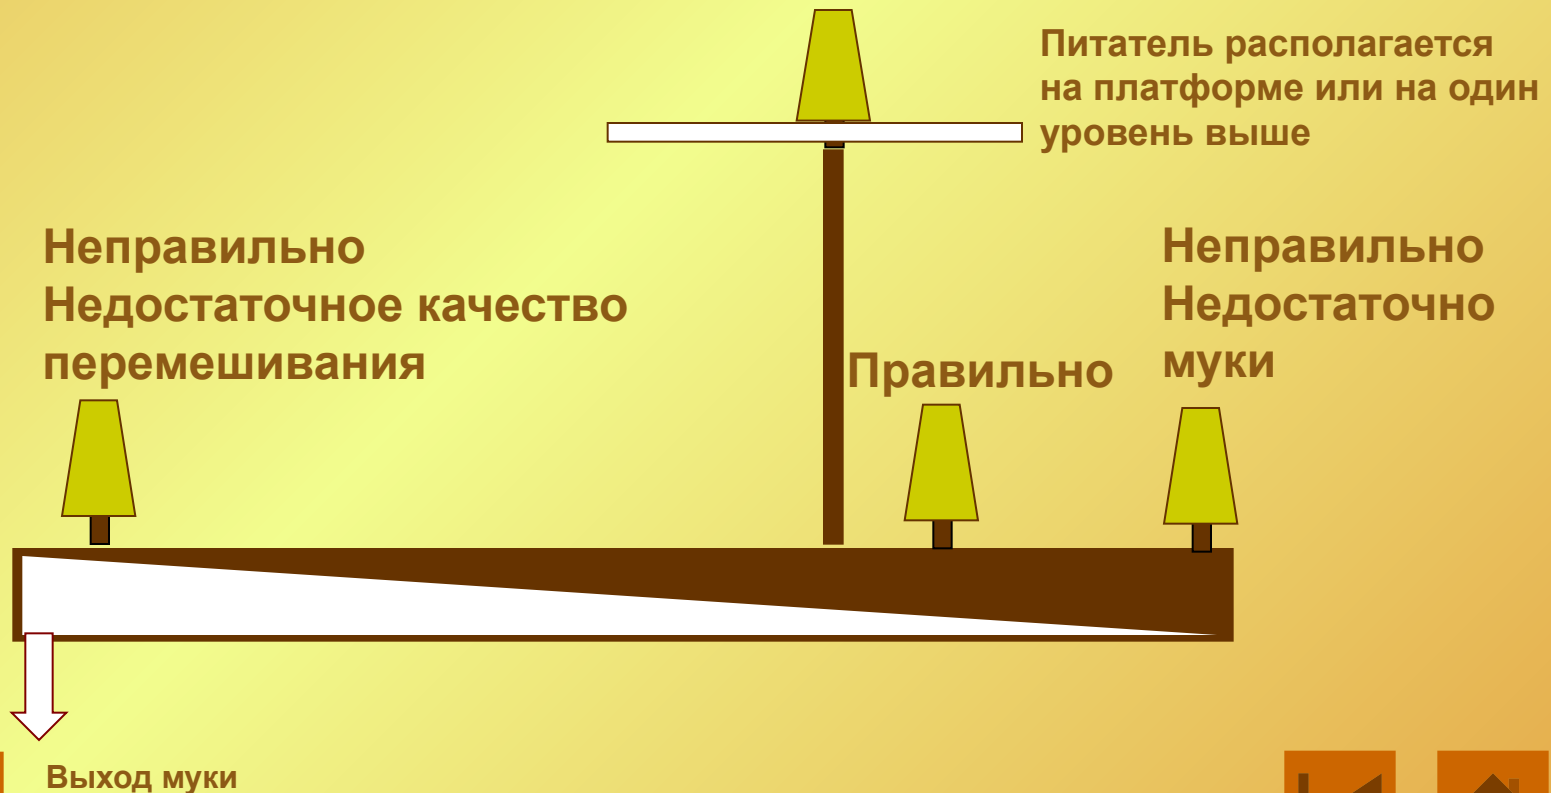 Питатель располагается
на платформе или на один
уровень выше
Неправильно
Недостаточное качество
перемешивания
Правильно
Неправильно
Недостаточно
муки
Выход муки